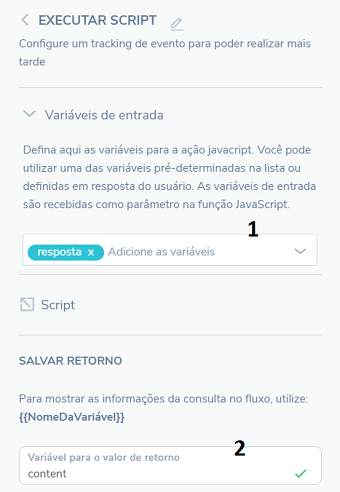 EXECUTAR SCRIPT
Configure um tracking de evento para poder realizar mais
tarde
Variáveis de entrada
Defina aqui as variáveis para a ação javacript. Você pode
utilizar uma das variáveis pré-determinadas na lista ou
definidas em resposta do usuário. As variáveis de entrada
são recebidas como parâmetro na função JavaScript.
1
resposta x Adicione as variáveis
Script
SALVAR RETORNO
Para mostrar as informações da consulta no fluxo, utilize:
{{NomeDaVariável}}
2
Variável para o valor de retorno
content